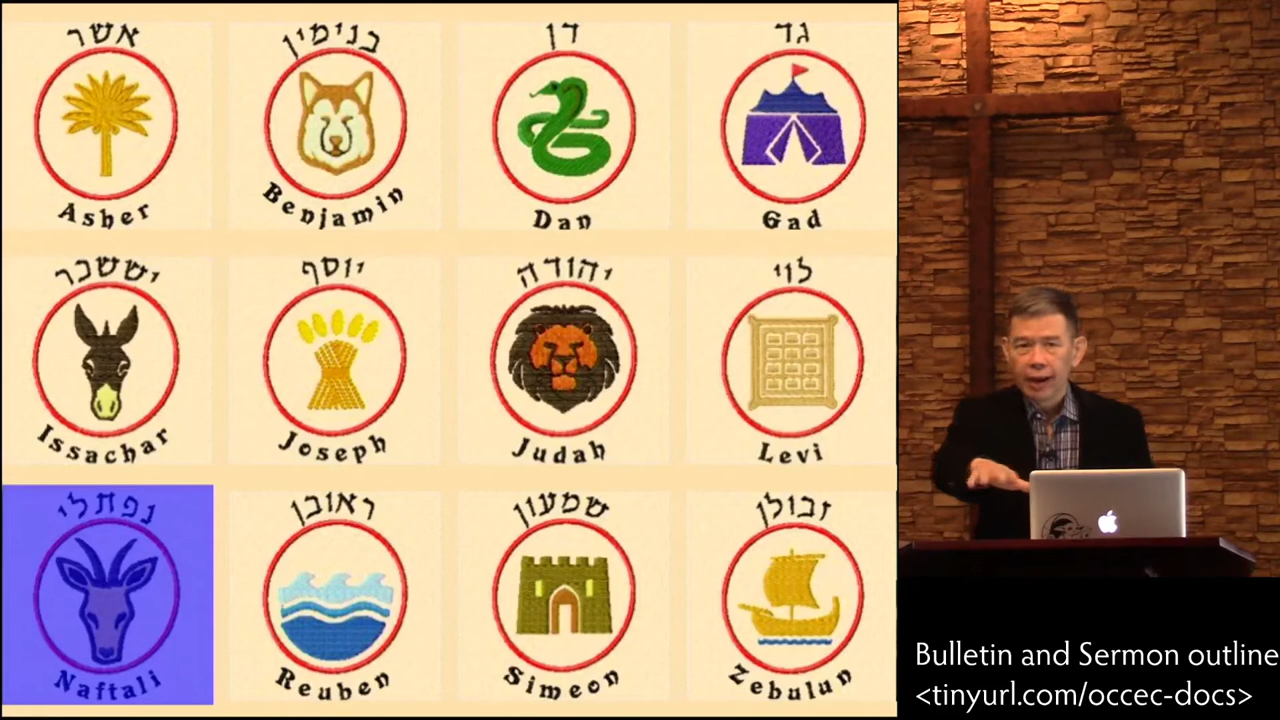 אשר
Asher
בנימין
Benjamin
דן
Dan
גד
Gad
יששכר
Issachar
יוסף
Joseph
יהודה
Judah
לוי
Levi
נפתלי
Naftali
ראובן
Reuben
שמעון
Simeon
זבולן
Zebulun
Bulletin and Sermon outline
<tinyurl.com/occec-docs>